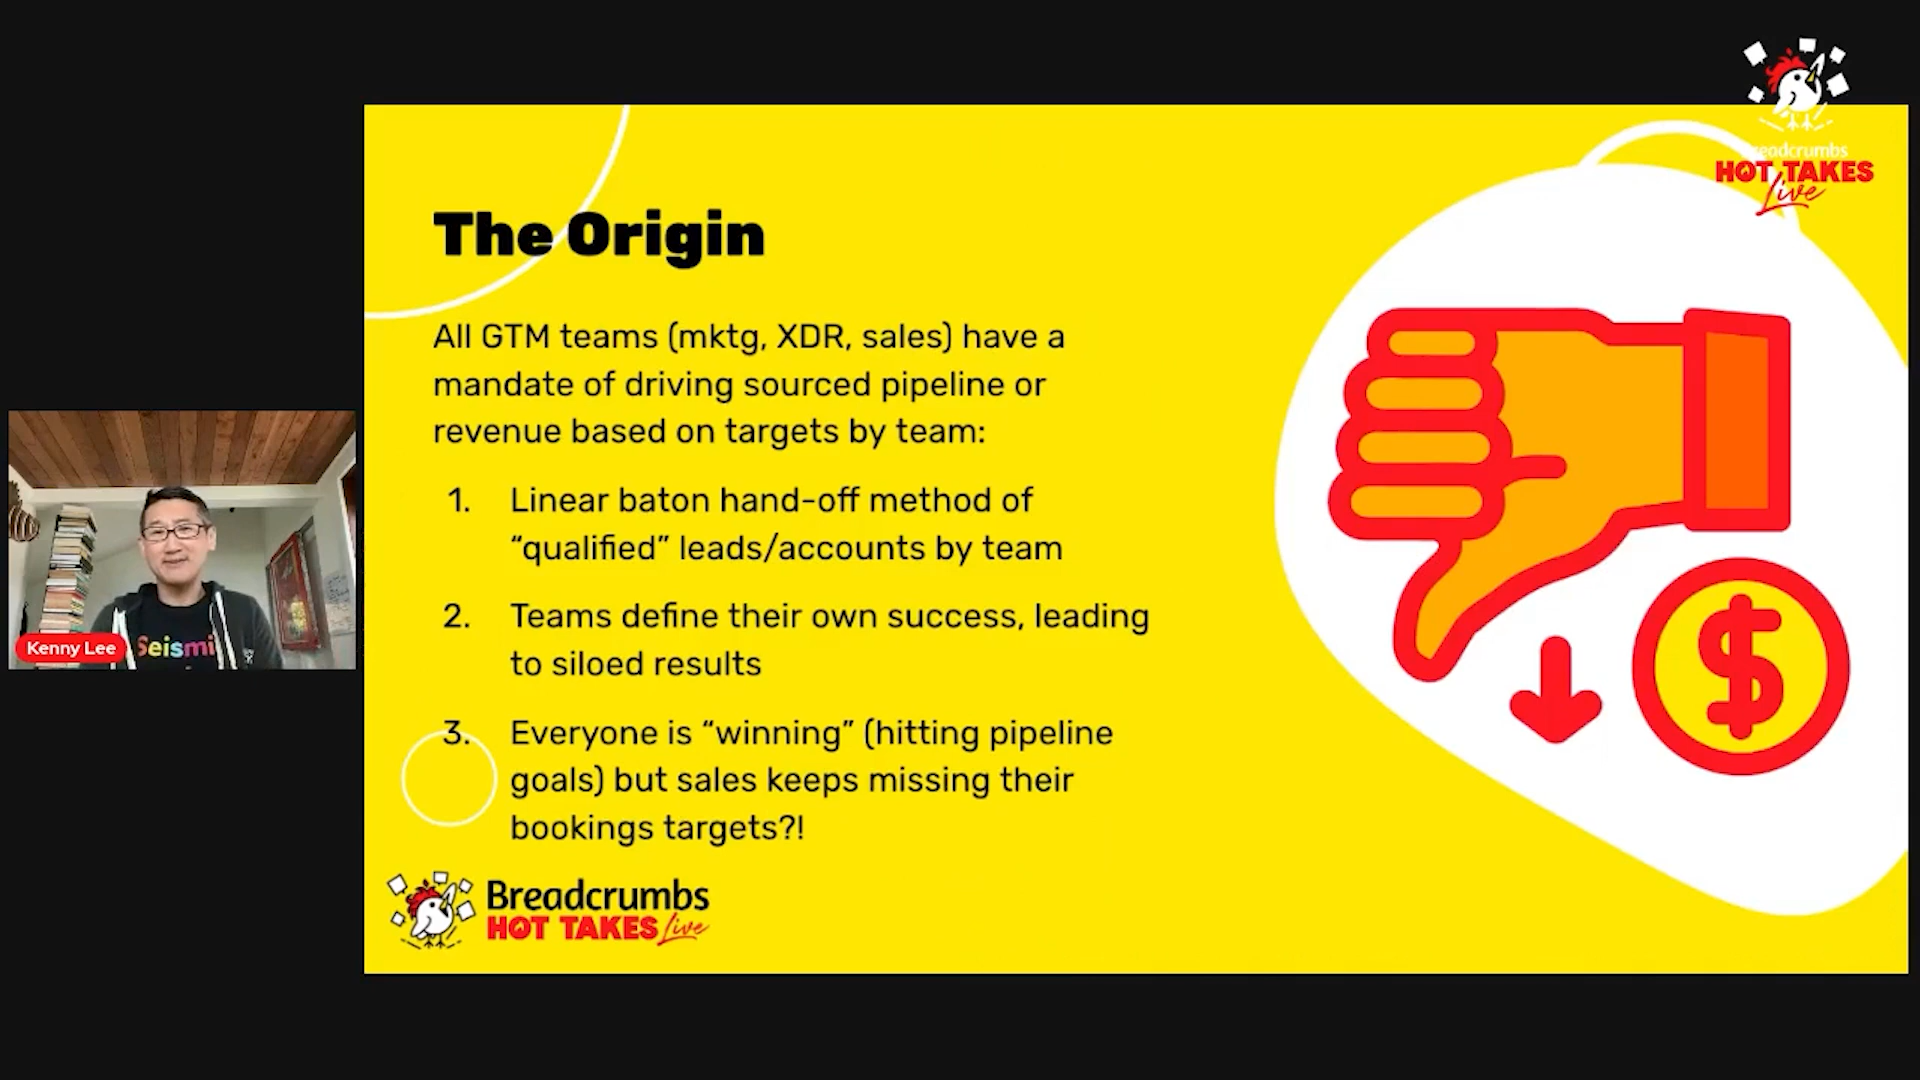 The Origin
All GTM teams (mktg, XDR, sales) have a
mandate of driving sourced pipeline or
revenue based on targets by team:
1. Linear baton hand-off method of
“qualified” leads/accounts by team
2. Teams define their own success, leading
to siloed results
3. Everyone is “winning” (hitting pipeline
goals) but sales keeps missing their
bookings targets?!
Breadcrumbs
HOT TAKES Live
readcrumbs
HOT TAKES
Live
Kenny Lee
Seismi
$